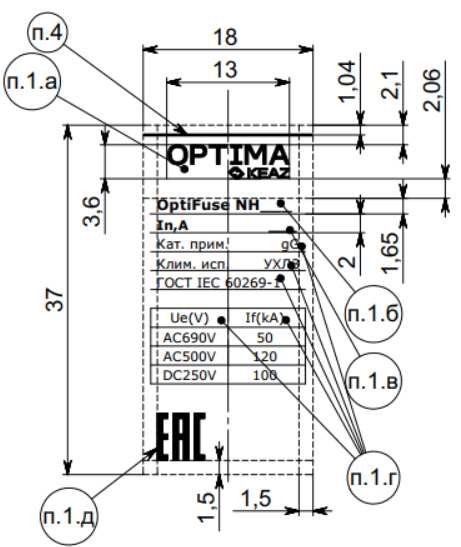 п.4
18
п.1.а
13
1,04
2,1
2,06
OPTIMA
KEAZ
3,6
OptiFuse NH
In,A
Кат. прим. gG
Клим. исп. УХЛ3
ГОСТ IEC 60269-1
2
1,65
37
Ue(V) If(kA)
AC690V 50
AC500V 120
DC250V 100
п.1.б
п.1.в
EAC
п.1.г
п.1.д
1,5
1,5